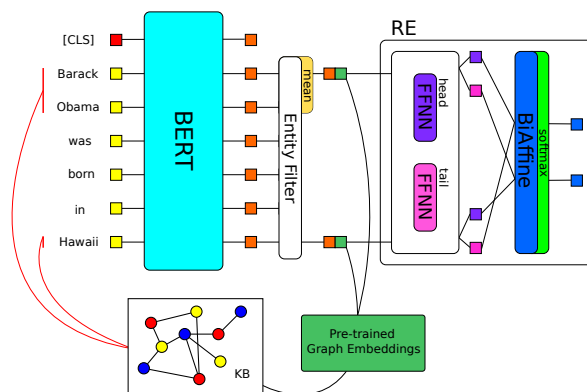 RE
[CLS]
Barack
Obama
was
born
in
Hawaii
BERT
Entity Filter
mean
head
FFNN
tail
FFNN
BiAffine
softmax
KB
Pre-trained
Graph Embeddings